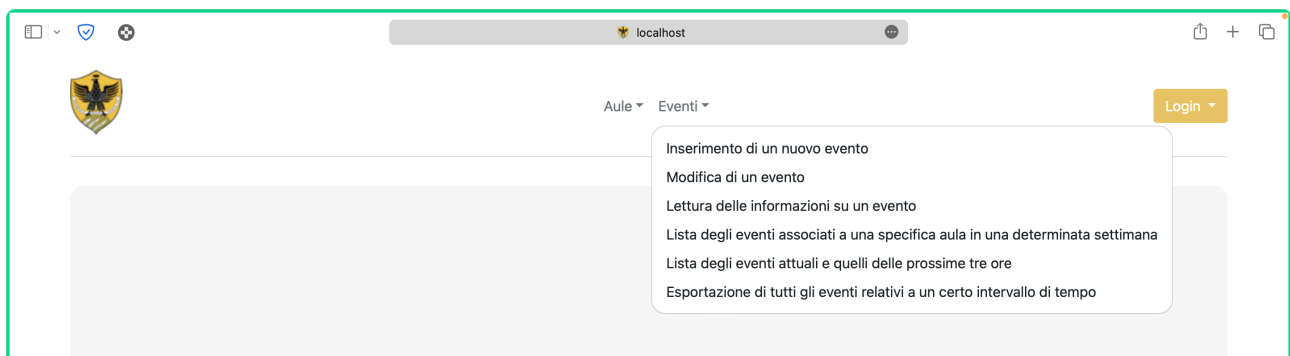 localhost
Aule Eventi
Login
Inserimento di un nuovo evento
Modifica di un evento
Lettura delle informazioni su un evento
Lista degli eventi associati a una specifica aula in una determinata settimana
Lista degli eventi attuali e quelli delle prossime tre ore
Esportazione di tutti gli eventi relativi a un certo intervallo di tempo